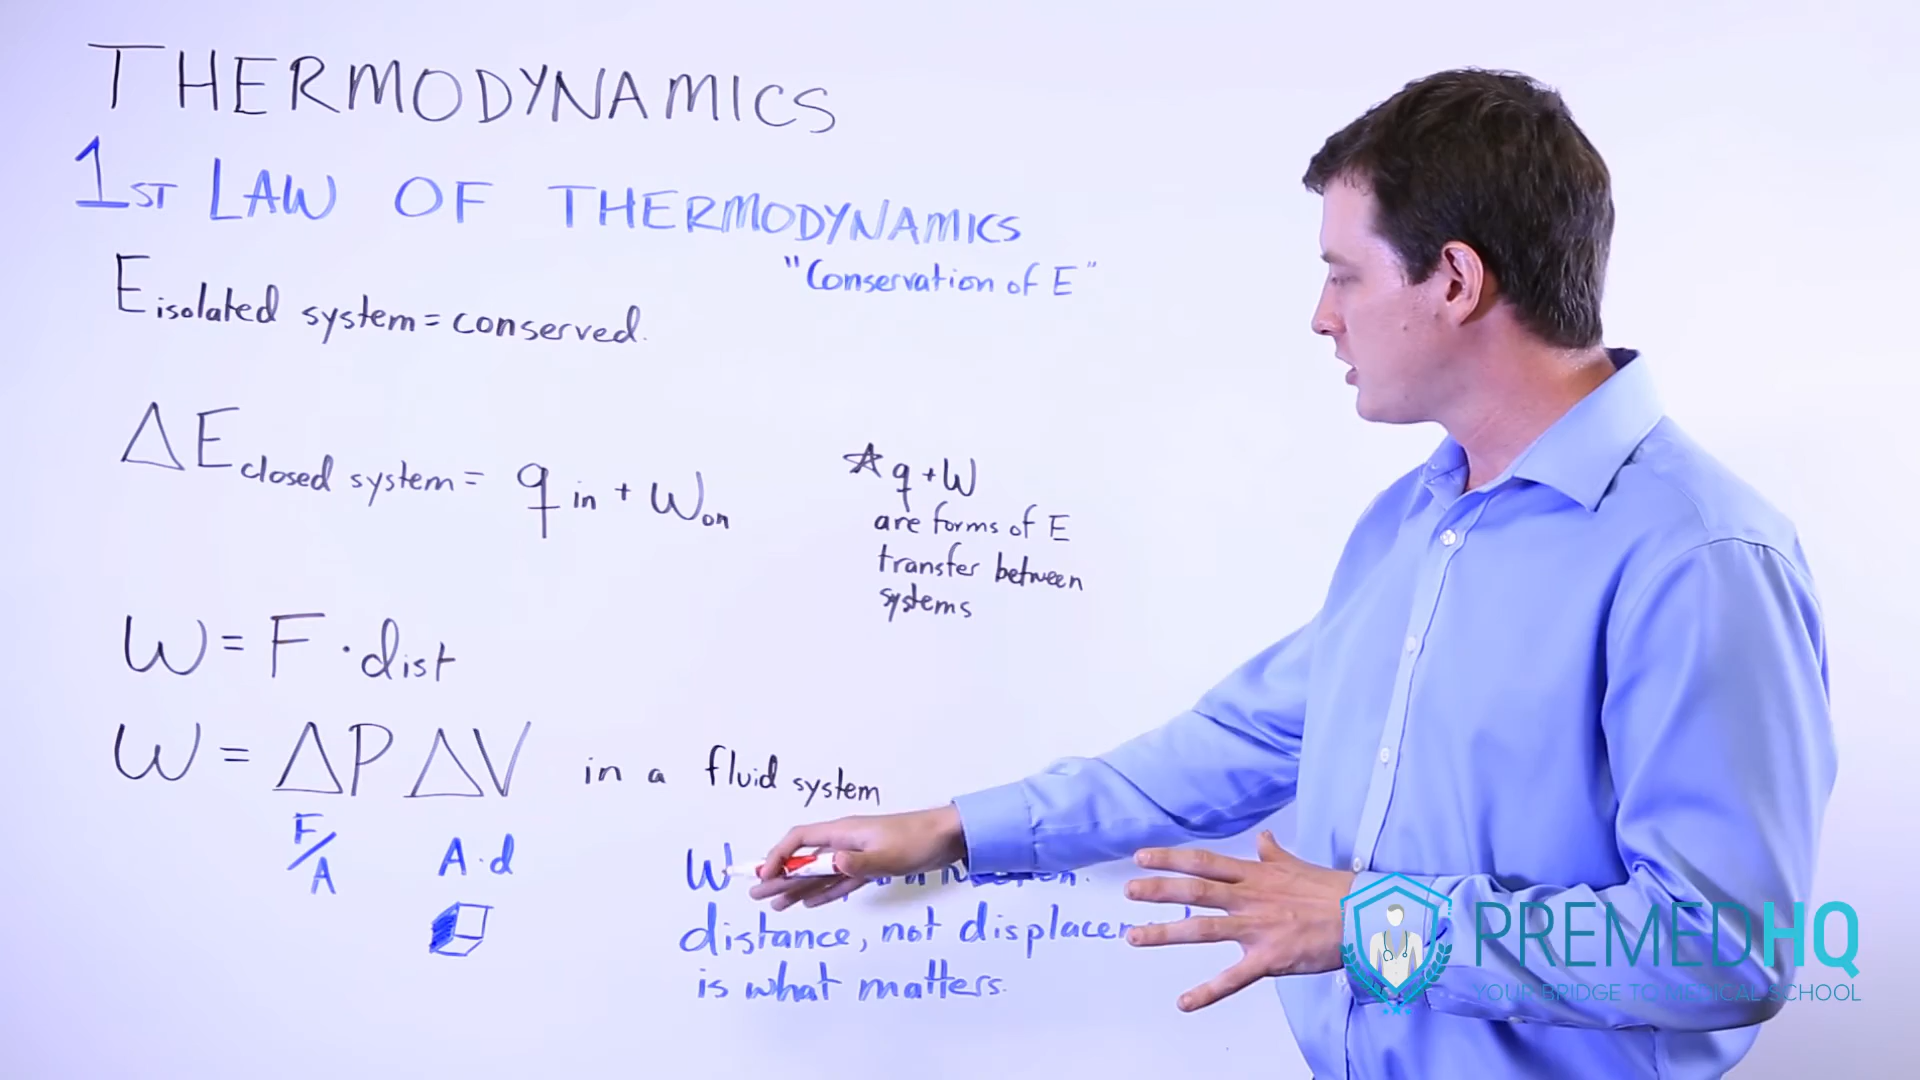 THERMODYNAMICS
1ST LAW OF THERMODYNAMICS
"Conservation of E"
E isolated system = conserved.
ΔE closed system = q in + Won
☆ q + W
are forms of E
transfer between
systems
W = F · dist
W = ΔP ΔV in a fluid system
F/A A·d
W
distance, not
is what matters.
PREMEDHQ
YOUR BRIDGE TO MEDICAL SCHOOL